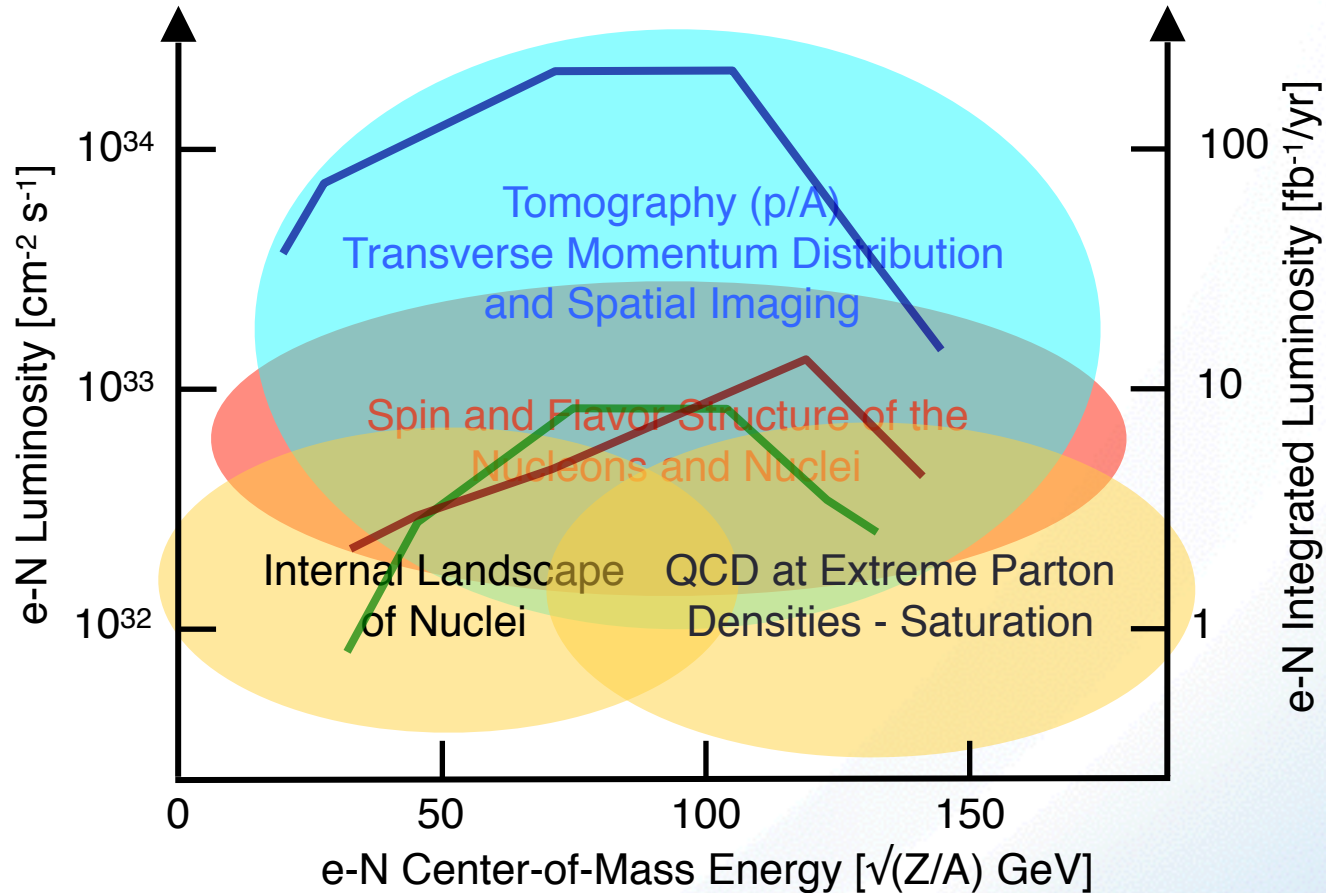 e-N Luminosity [cm⁻² s⁻¹]
10³⁴
10³³
10³²
Tomography (p/A)
Transverse Momentum Distribution
and Spatial Imaging
Spin and Flavor Structure of the
Nucleons and Nuclei
Internal Landscape
of Nuclei
QCD at Extreme Parton
Densities - Saturation
100
10
1
e-N Integrated Luminosity [fb⁻¹/yr]
0
50
100
150
e-N Center-of-Mass Energy [√(Z/A) GeV]